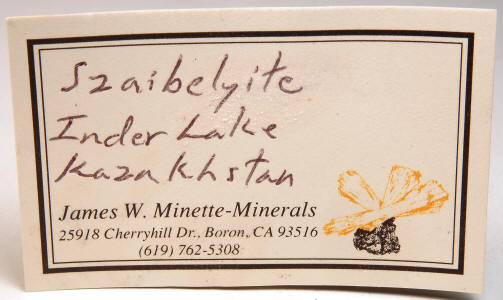 Szaibelyite
Inder Lake
Kazakhstan
James W. Minette-Minerals
25918 Cherryhill Dr., Boron, CA 93516
(619) 762-5308